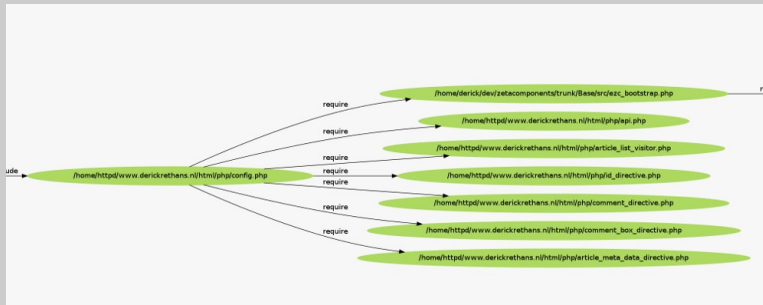 /home/derick/dev/zetacomponents/trunk/Base/src/ezc_bootstrap.php
require
/home/httpd/www.derickrethans.nl/html/php/api.php
require
/home/httpd/www.derickrethans.nl/html/php/article_list_visitor.php
require
ude
/home/httpd/www.derickrethans.nl/html/php/config.php
require
/home/httpd/www.derickrethans.nl/html/php/id_directive.php
require
/home/httpd/www.derickrethans.nl/html/php/comment_directive.php
require
/home/httpd/www.derickrethans.nl/html/php/comment_box_directive.php
require
/home/httpd/www.derickrethans.nl/html/php/article_meta_data_directive.php